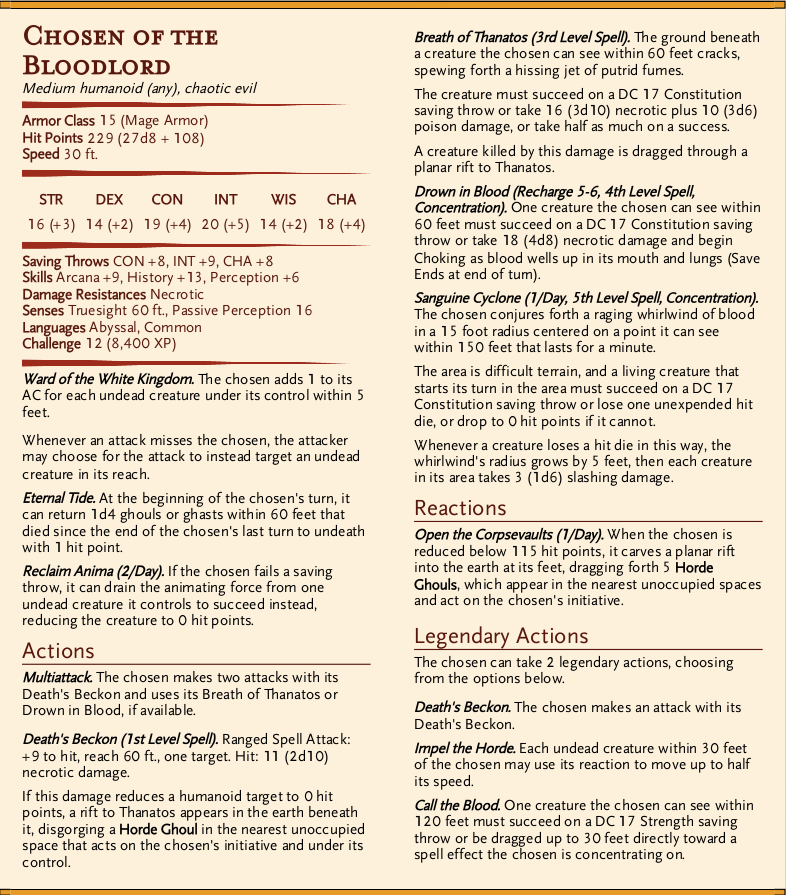 Chosen of the
Bloodlord
Medium humanoid (any), chaotic evil
Armor Class 15 (Mage Armor)
Hit Points 229 (27d8 + 108)
Speed 30 ft.
STR DEX CON INT WIS CHA
16 (+3) 14 (+2) 19 (+4) 20 (+5) 14 (+2) 18 (+4)
Saving Throws CON +8, INT +9, CHA +8
Skills Arcana +9, History +13, Perception +6
Damage Resistances Necrotic
Senses Truesight 60 ft., Passive Perception 16
Languages Abyssal, Common
Challenge 12 (8,400 XP)
Ward of the White Kingdom. The chosen adds 1 to its
AC for each undead creature under its control within 5
feet.
Whenever an attack misses the chosen, the attacker
may choose for the attack to instead target an undead
creature in its reach.
Eternal Tide. At the beginning of the chosen's turn, it
can return 1d4 ghouls or ghasts within 60 feet that
died since the end of the chosen's last turn to undeath
with 1 hit point.
Reclaim Anima (2/Day). If the chosen fails a saving
throw, it can drain the animating force from one
undead creature it controls to succeed instead,
reducing the creature to 0 hit points.
Actions
Multiattack. The chosen makes two attacks with its
Death's Beckon and uses its Breath of Thanatos or
Drown in Blood, if available.
Death's Beckon (1st Level Spell). Ranged Spell Attack:
+9 to hit, reach 60 ft., one target. Hit: 11 (2d10)
necrotic damage.
If this damage reduces a humanoid target to 0 hit
points, a rift to Thanatos appears in the earth beneath
it, disgorging a Horde Ghoul in the nearest unoccupied
space that acts on the chosen's initiative and under its
control.
Breath of Thanatos (3rd Level Spell). The ground beneath
a creature the chosen can see within 60 feet cracks,
spewing forth a hissing jet of putrid fumes.
The creature must succeed on a DC 17 Constitution
saving throw or take 16 (3d10) necrotic plus 10 (3d6)
poison damage, or take half as much on a success.
A creature killed by this damage is dragged through a
planar rift to Thanatos.
Drown in Blood (Recharge 5-6, 4th Level Spell,
Concentration). One creature the chosen can see within
60 feet must succeed on a DC 17 Constitution saving
throw or take 18 (4d8) necrotic damage and begin
Choking as blood wells up in its mouth and lungs (Save
Ends at end of turn).
Sanguine Cyclone (1/Day, 5th Level Spell, Concentration).
The chosen conjures forth a raging whirlwind of blood
in a 15 foot radius centered on a point it can see
within 150 feet that lasts for a minute.
The area is difficult terrain, and a living creature that
starts its turn in the area must succeed on a DC 17
Constitution saving throw or lose one unexpended hit
die, or drop to 0 hit points if it cannot.
Whenever a creature loses a hit die in this way, the
whirlwind's radius grows by 5 feet, then each creature
in its area takes 3 (1d6) slashing damage.
Reactions
Open the Corpsevaults (1/Day). When the chosen is
reduced below 115 hit points, it carves a planar rift
into the earth at its feet, dragging forth 5 Horde
Ghouls, which appear in the nearest unoccupied spaces
and act on the chosen's initiative.
Legendary Actions
The chosen can take 2 legendary actions, choosing
from the options below.
Death's Beckon. The chosen makes an attack with its
Death's Beckon.
Impel the Horde. Each undead creature within 30 feet
of the chosen may use its reaction to move up to half
its speed.
Call the Blood. One creature the chosen can see within
120 feet must succeed on a DC 17 Strength saving
throw or be dragged up to 30 feet directly toward a
spell effect the chosen is concentrating on.